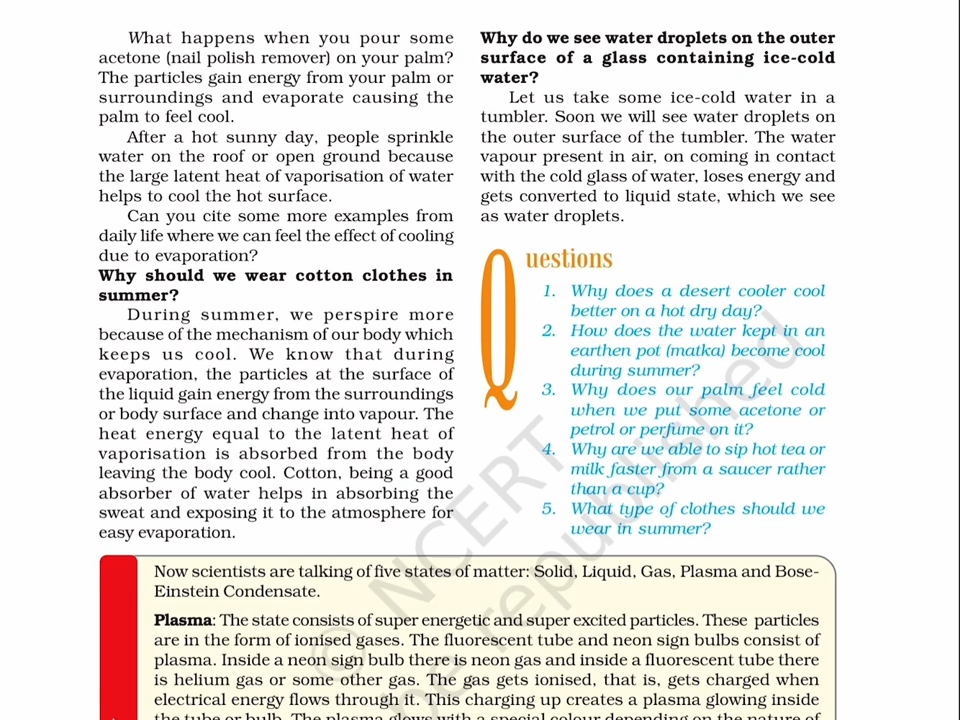 What happens when you pour some
acetone (nail polish remover) on your palm?
The particles gain energy from your palm or
surroundings and evaporate causing the
palm to feel cool.
After a hot sunny day, people sprinkle
water on the roof or open ground because
the large latent heat of vaporisation of water
helps to cool the hot surface.
Can you cite some more examples from
daily life where we can feel the effect of cooling
due to evaporation?
Why should we wear cotton clothes in
summer?
During summer, we perspire more
because of the mechanism of our body which
keeps us cool. We know that during
evaporation, the particles at the surface of
the liquid gain energy from the surroundings
or body surface and change into vapour. The
heat energy equal to the latent heat of
vaporisation is absorbed from the body
leaving the body cool. Cotton, being a good
absorber of water helps in absorbing the
sweat and exposing it to the atmosphere for
easy evaporation.
Why do we see water droplets on the outer
surface of a glass containing ice-cold
water?
Let us take some ice-cold water in a
tumbler. Soon we will see water droplets on
the outer surface of the tumbler. The water
vapour present in air, on coming in contact
with the cold glass of water, loses energy and
gets converted to liquid state, which we see
as water droplets.
Questions
1. Why does a desert cooler cool
better on a hot dry day?
2. How does the water kept in an
earthen pot (matka) become cool
during summer?
3. Why does our palm feel cold
when we put some acetone or
petrol or perfume on it?
4. Why are we able to sip hot tea or
milk faster from a saucer rather
than a cup?
5. What type of clothes should we
wear in summer?
Now scientists are talking of five states of matter: Solid, Liquid, Gas, Plasma and Bose-
Einstein Condensate.
Plasma: The state consists of super energetic and super excited particles. These particles
are in the form of ionised gases. The fluorescent tube and neon sign bulbs consist of
plasma. Inside a neon sign bulb there is neon gas and inside a fluorescent tube there
is helium gas or some other gas. The gas gets ionised, that is, gets charged when
electrical energy flows through it. This charging up creates a plasma glowing inside
the tube or bulb. The plasma glows with a special colour depending on the nature of
© NCERT
be republished